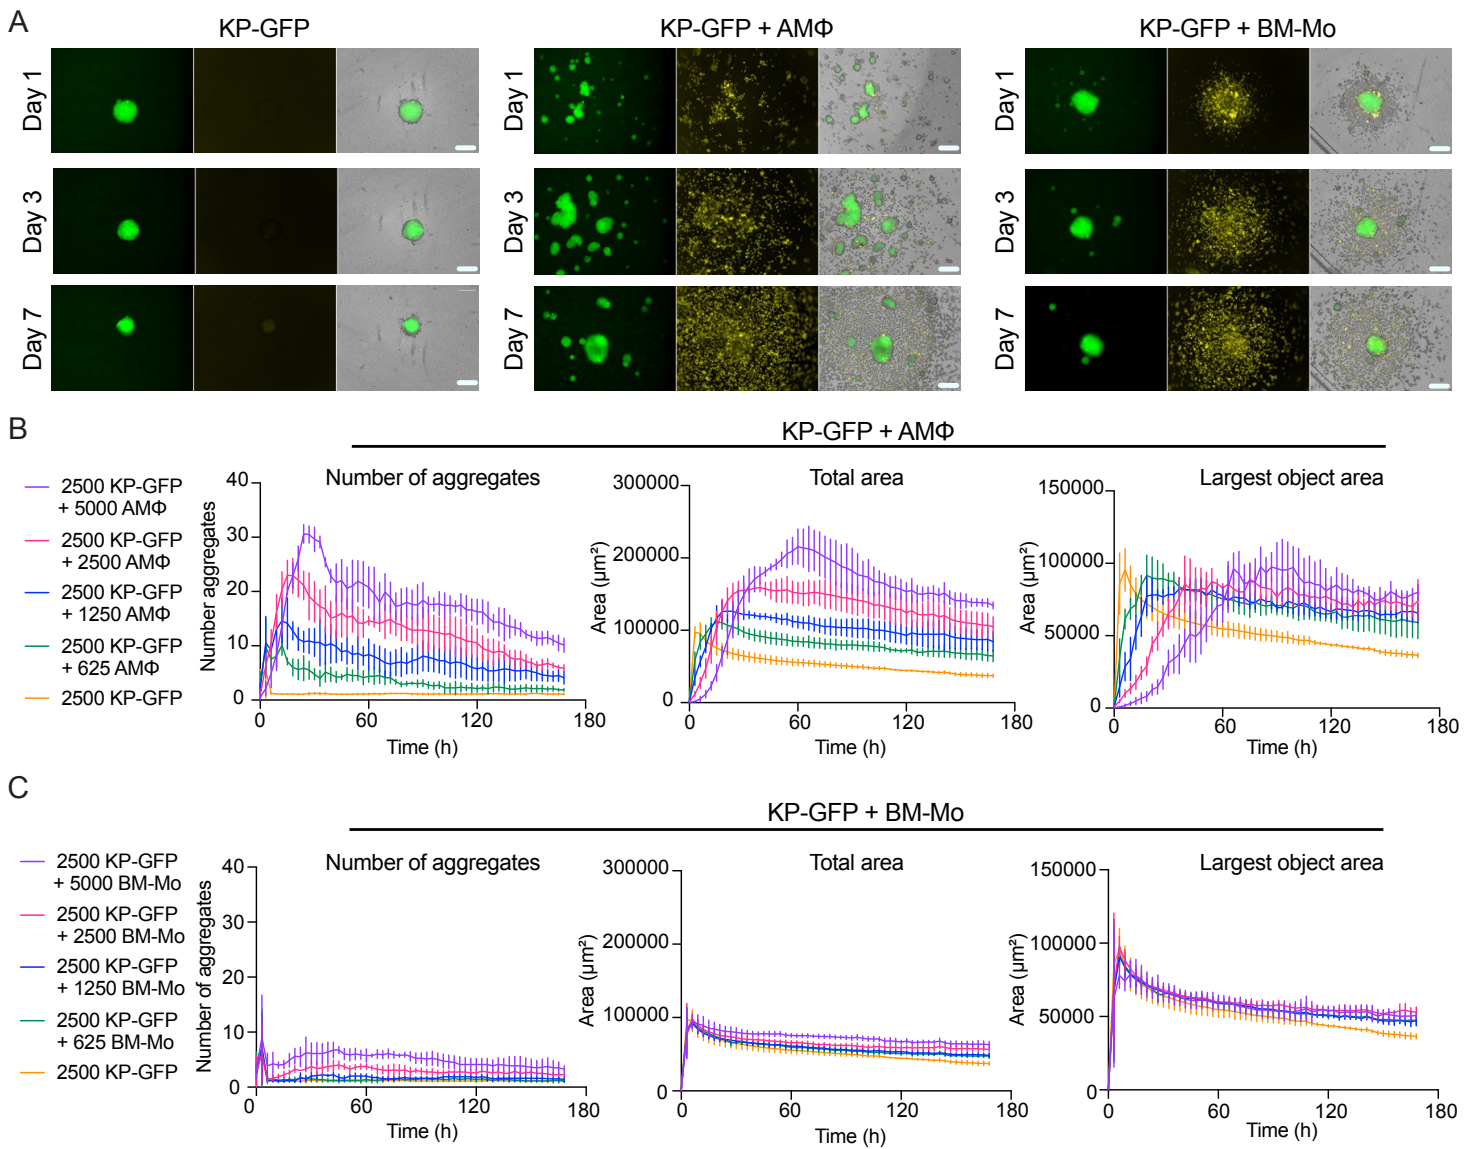 A
KP-GFP
KP-GFP + AMΦ
KP-GFP + BM-Mo
Day 1
Day 1
Day 1
Day 3
Day 3
Day 3
Day 7
Day 7
Day 7
B
KP-GFP + AMΦ
2500 KP-GFP
+ 5000 AMΦ
2500 KP-GFP
+ 2500 AMΦ
2500 KP-GFP
+ 1250 AMΦ
2500 KP-GFP
+ 625 AMΦ
2500 KP-GFP
Number of aggregates
Number aggregates
40
30
20
10
0
0
60
120
180
Time (h)
Total area
Area (µm²)
300000
200000
100000
0
0
60
120
180
Time (h)
Largest object area
Area (µm²)
150000
100000
50000
0
0
60
120
180
Time (h)
C
KP-GFP + BM-Mo
2500 KP-GFP
+ 5000 BM-Mo
2500 KP-GFP
+ 2500 BM-Mo
2500 KP-GFP
+ 1250 BM-Mo
2500 KP-GFP
+ 625 BM-Mo
2500 KP-GFP
Number of aggregates
Number of aggregates
40
30
20
10
0
0
60
120
180
Time (h)
Total area
Area (µm²)
300000
200000
100000
0
0
60
120
180
Time (h)
Largest object area
Area (µm²)
150000
100000
50000
0
0
60
120
180
Time (h)